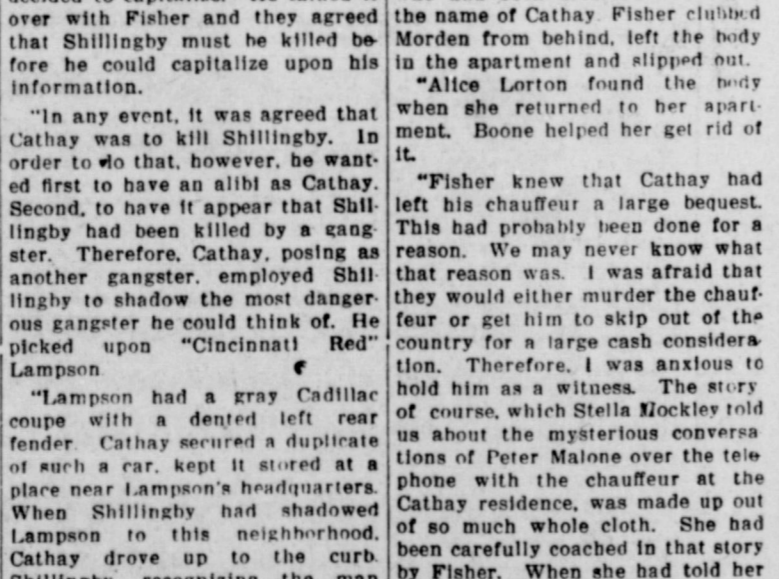 over with Fisher and they agreed
that Shillingby must be killed be-
fore he could capitalize upon his
information.
"In any event, it was agreed that
Cathay was to kill Shillingby. In
order to do that, however, he want-
ed first to have an alibi as Cathay.
Second, to have it appear that Shil-
lingby had been killed by a gang-
ster. Therefore, Cathay, posing as
another gangster, employed Shil-
lingby to shadow the most danger-
ous gangster he could think of. He
picked upon "Cincinnati Red"
Lampson
"Lampson had a gray Cadillac
coupe with a dented left rear
fender. Cathay secured a duplicate
of such a car, kept it stored at a
place near Lampson's headquarters.
When Shillingby had shadowed
Lampson to this neighborhood,
Cathay drove up to the curb.
the man
the name of Cathay Fisher clubbed
Morden from behind, left the body
in the apartment and slipped out.
"Alice Lorton found the body
when she returned to her apart-
ment. Boone helped her get rid of
it.
"Fisher knew that Cathay had
left his chauffeur a large bequest.
This had probably been done for a
reason. We may never know what
that reason was. I was afraid that
they would either murder the chauf-
feur or get him to skip out of the
country for a large cash considera-
tion. Therefore, I was anxious to
hold him as a witness. The story
of course, which Stella Mockley told
us about the mysterious conversa
tions of Peter Malone over the tele-
phone with the chauffeur at the
Cathay residence, was made up out
of so much whole cloth. She had
been carefully coached in that story
by Fisher. When she had told her